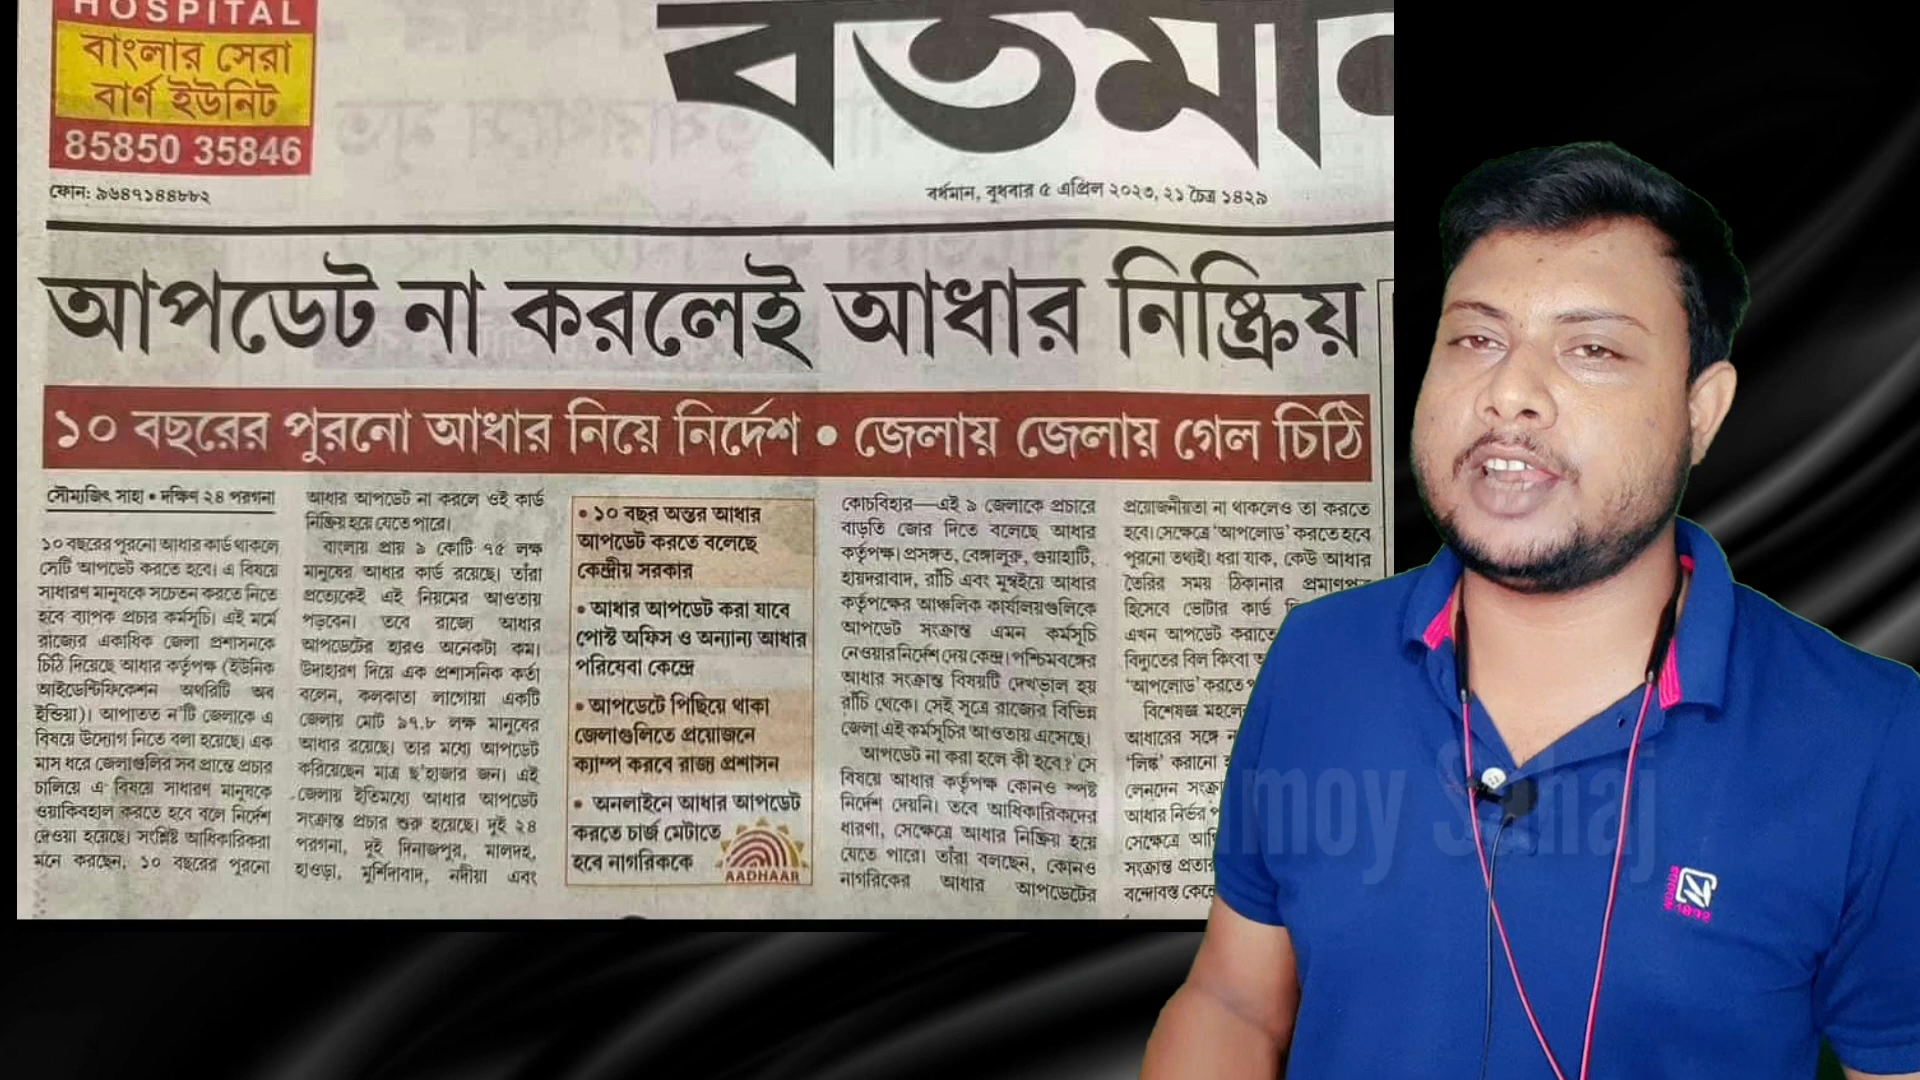 HOSPITAL
বাংলার সেরা
বার্ণ ইউনিট
85850 35846
ফোন: ৯৬৪৭১৪৪৮৮২
বর্তমা
বর্ধমান, বুধবার ৫ এপ্রিল ২০২৩, ২১ চৈত্র ১৪২৯
আপডেট না করলেই আধার নিষ্ক্রিয়
১০ বছরের পুরনো আধার নিয়ে নির্দেশ • জেলায় জেলায় গেল চিঠি
সৌম্যজিৎ সাহা • দক্ষিণ ২৪ পরগনা
১০ বছরের পুরনো আধার কার্ড থাকলে
সেটি আপডেট করতে হবে। এ বিষয়ে
সাধারণ মানুষকে সচেতন করতে নিতে
হবে ব্যাপক প্রচার কর্মসূচি। এই মর্মে
রাজ্যের একাধিক জেলা প্রশাসনকে
চিঠি দিয়েছে আধার কর্তৃপক্ষ (ইউনিক
আইডেন্টিফিকেশন অথরিটি অব
ইন্ডিয়া)। আপাতত ন'টি জেলাকে এ
বিষয়ে উদ্যোগ নিতে বলা হয়েছে। এক
মাস ধরে জেলাগুলির সব প্রান্তে প্রচার
চালিয়ে এ বিষয়ে সাধারণ মানুষকে
ওয়াকিবহাল করতে হবে বলে নির্দেশ
দেওয়া হয়েছে। সংশ্লিষ্ট আধিকারিকরা
মনে করছেন, ১০ বছরের পুরনো
আধার আপডেট না করলে ওই কার্ড
নিষ্ক্রিয় হয়ে যেতে পারে।
বাংলায় প্রায় ৯ কোটি ৭৫ লক্ষ
মানুষের আধার কার্ড রয়েছে। তাঁরা
প্রত্যেকেই এই নিয়মের আওতায়
পড়বেন। তবে রাজ্যে আধার
আপডেটের হারও অনেকটা কম।
উদাহরণ দিয়ে এক প্রশাসনিক কর্তা
বলেন, কলকাতা লাগোয়া একটি
জেলায় মোট ৯৭.৮ লক্ষ মানুষের
আধার রয়েছে। তার মধ্যে আপডেট
করিয়েছেন মাত্র ছ'হাজার জন। এই
জেলায় ইতিমধ্যে আধার আপডেট
সংক্রান্ত প্রচার শুরু হয়েছে। দুই ২৪
পরগনা, দুই দিনাজপুর, মালদহ,
হাওড়া, মুর্শিদাবাদ, নদীয়া এবং
• ১০ বছর অন্তর আধার
আপডেট করতে বলেছে
কেন্দ্রীয় সরকার
• আধার আপডেট করা যাবে
পোস্ট অফিস ও অন্যান্য আধার
পরিষেবা কেন্দ্রে
• আপডেটে পিছিয়ে থাকা
জেলাগুলিতে প্রয়োজনে
ক্যাম্প করবে রাজ্য প্রশাসন
• অনলাইনে আধার আপডেট
করতে চার্জ মেটাতে
হবে নাগরিককে
AADHAAR
কোচবিহার—এই ৯ জেলাকে প্রচারে
বাড়তি জোর দিতে বলেছে আধার
কর্তৃপক্ষ। প্রসঙ্গত, বেঙ্গালুরু, গুয়াহাটি,
হায়দরাবাদ, রাঁচি এবং মুম্বইয়ে আধার
কর্তৃপক্ষের আঞ্চলিক কার্যালয়গুলিকে
আপডেট সংক্রান্ত এমন কর্মসূচি
নেওয়ার নির্দেশ দেয় কেন্দ্র। পশ্চিমবঙ্গের
আধার সংক্রান্ত বিষয়টি দেখভাল হয়
রাঁচি থেকে। সেই সূত্রে রাজ্যের বিভিন্ন
জেলা এই কর্মসূচির আওতায় এসেছে।
আপডেট না করা হলে কী হবে? সে
বিষয়ে আধার কর্তৃপক্ষ কোনও স্পষ্ট
নির্দেশ দেয়নি। তবে আধিকারিকদের
ধারণা, সেক্ষেত্রে আধার নিষ্ক্রিয় হয়ে
যেতে পারে। তাঁরা বলছেন, কোনও
নাগরিকের আধার আপডেটের
প্রয়োজনীয়তা না থাকলেও তা করতে
হবে। সেক্ষেত্রে 'আপলোড' করতে হবে
পুরনো তথ্যই। ধরা যাক, কেউ আধার
তৈরির সময় ঠিকানার প্রমাণপত্র
হিসেবে ভোটার কার্ড
এখন আপডেট করাতে
বিদ্যুতের বিল কিংবা
'আপলোড' করতে
বিশেষজ্ঞ মহলে
আধারের সঙ্গে
'লিঙ্ক' করানো
লেনদেন সংক্রা
আধার নির্ভর
সেক্ষেত্রে আর্থি
সংক্রান্ত প্রতার
বন্দোবস্ত কেন্দ্রে
moy Sahaj